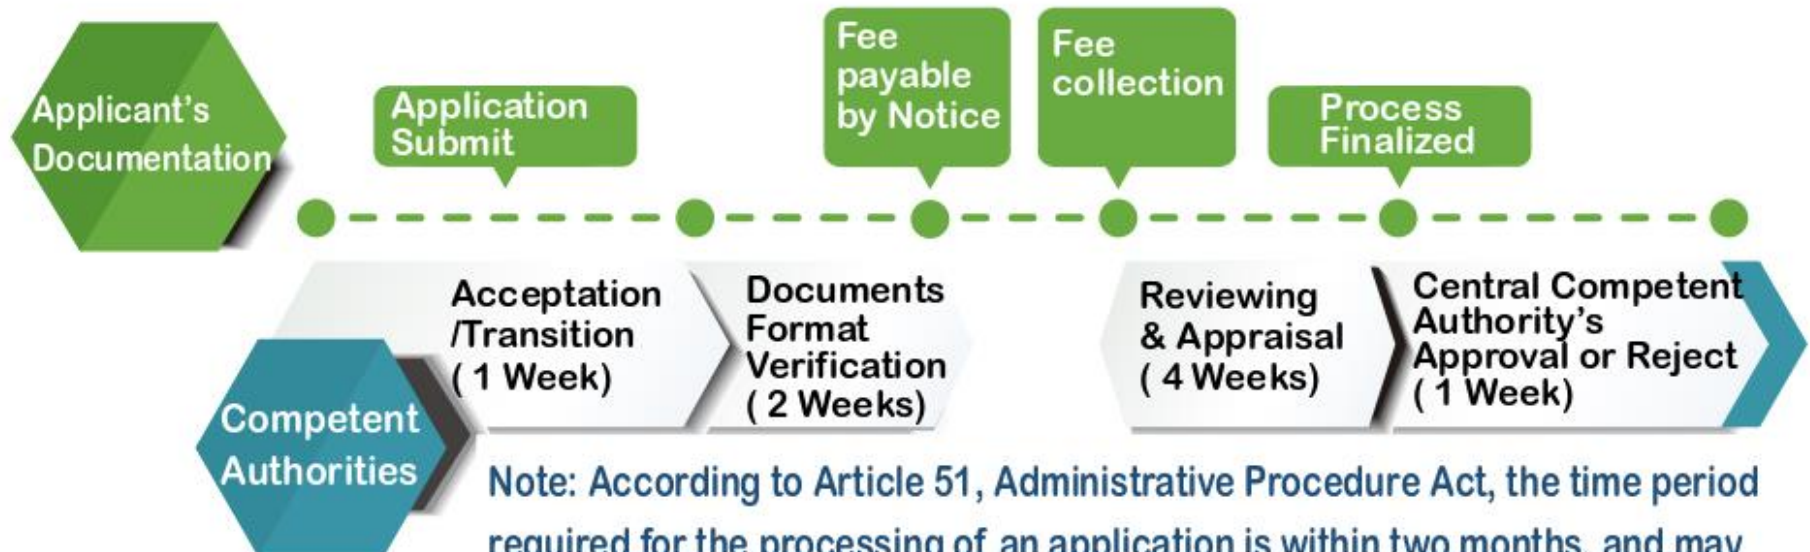 Applicant's
Documentation
Application
Submit
Fee
payable
by Notice
Fee
collection
Process
Finalized
Acceptation
/Transition
( 1 Week)
Documents
Format
Verification
( 2 Weeks)
Reviewing
& Appraisal
( 4 Weeks)
Central Competent
Authority's
Approval or Reject
( 1 Week)
Competent
Authorities
Note: According to Article 51, Administrative Procedure Act, the time period
required for the processing of an application is within two months, and may